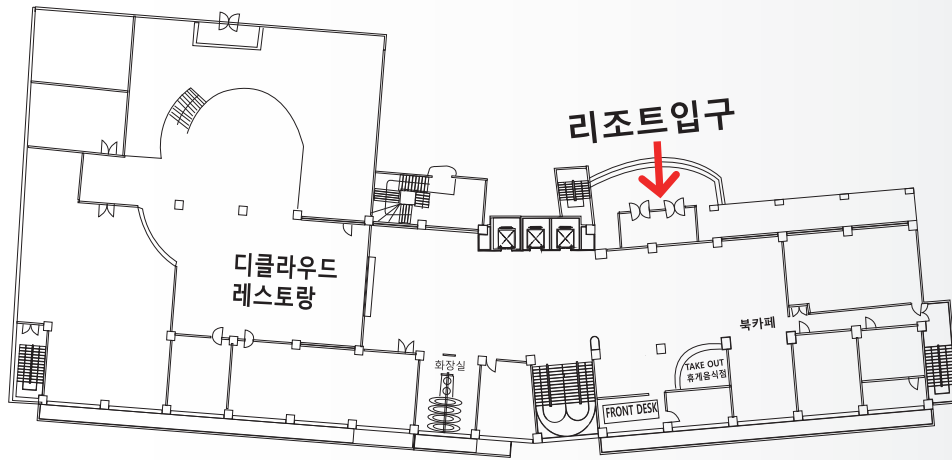 리조트입구
디클라우드
레스토랑
북카페
화장실
TAKE OUT
휴게음식점
FRONT DESK